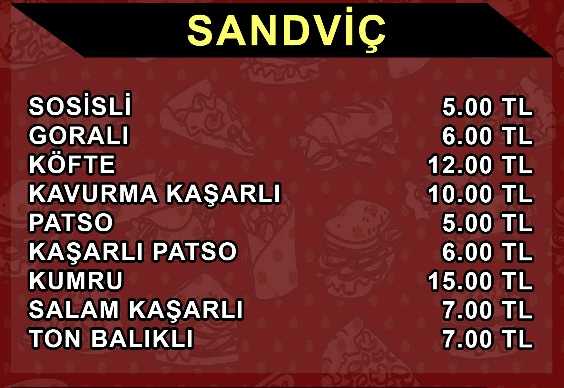 SANDVİÇ
SOSİSLİ 5.00 TL
GORALI 6.00 TL
KÖFTE 12.00 TL
KAVURMA KAŞARLI 10.00 TL
PATSO 5.00 TL
KAŞARLI PATSO 6.00 TL
KUMRU 15.00 TL
SALAM KAŞARLI 7.00 TL
TON BALIKLI 7.00 TL